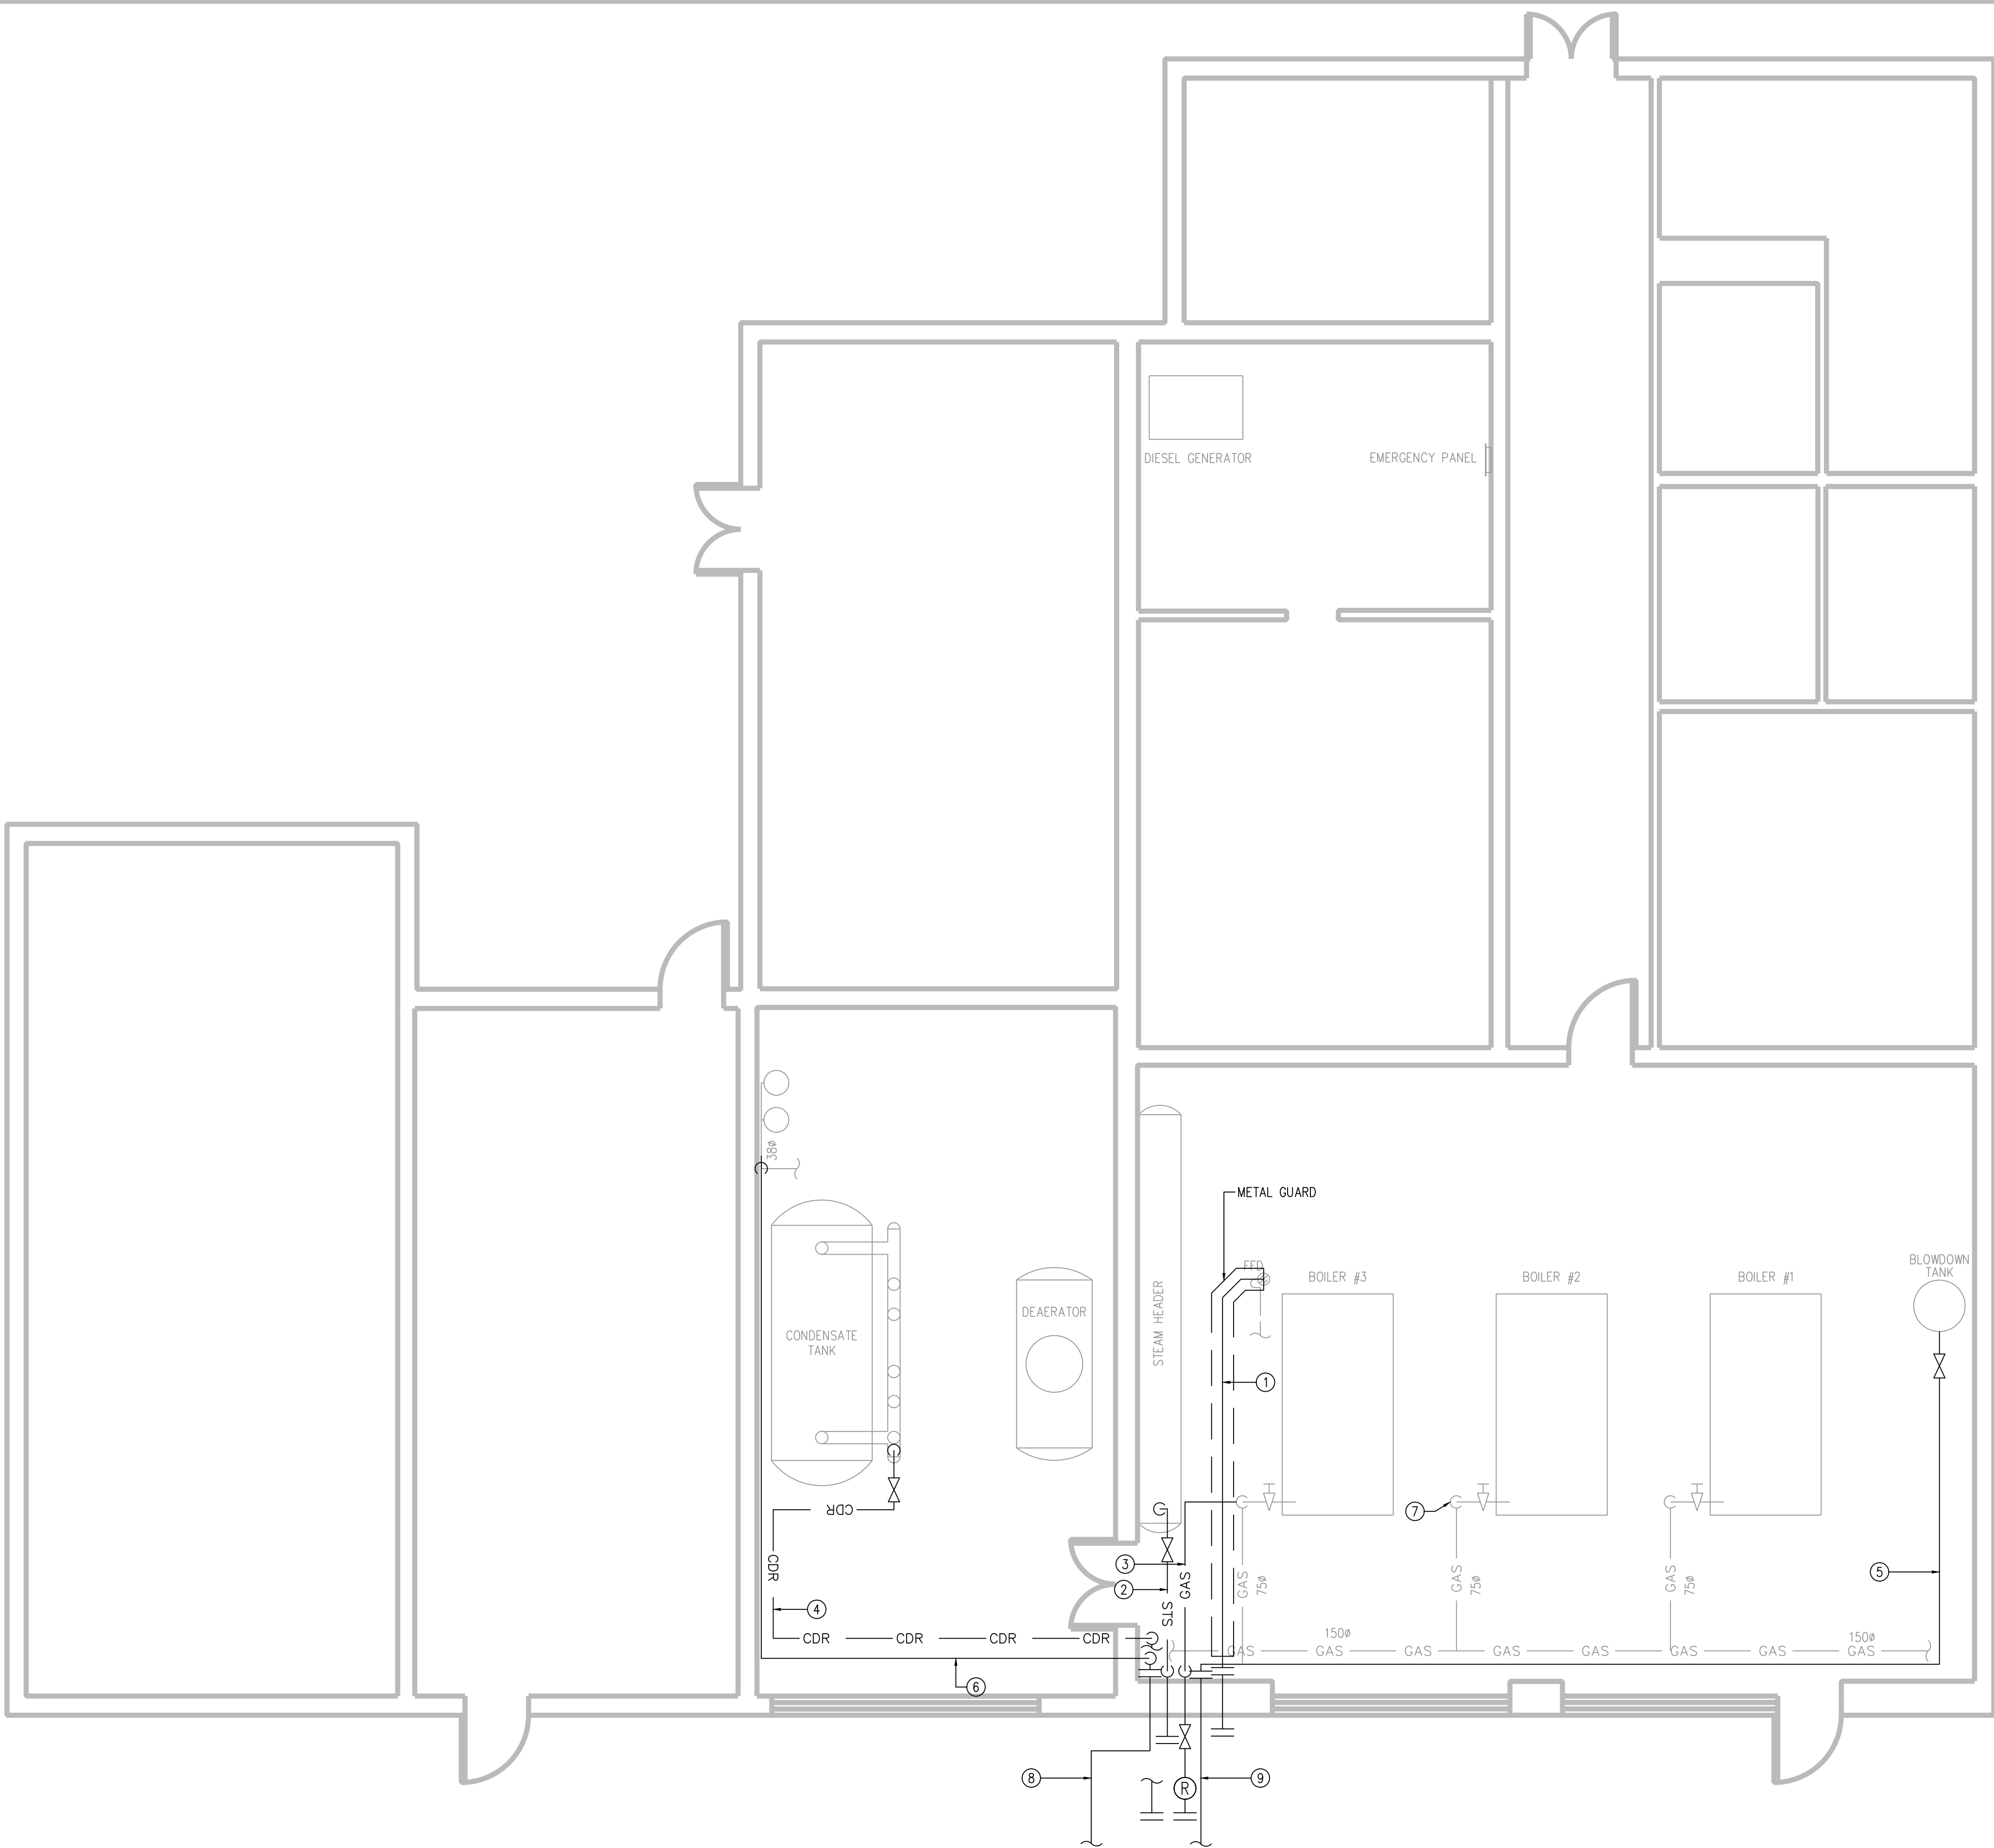 DIESEL GENERATOR
EMERGENCY PANEL
38ø
METAL GUARD
FFD
BOILER #3
BOILER #2
BOILER #1
BLOWDOWN
TANK
STEAM HEADER
DEAERATOR
CONDENSATE
TANK
1
CDR
7
CDR
3
2
GAS
STS
GAS
75ø
GAS
75ø
GAS
75ø
5
4
CDR
CDR
CDR
CDR
150ø
150ø
GAS
GAS
GAS
GAS
GAS
GAS
GAS
GAS
6
8
R
9